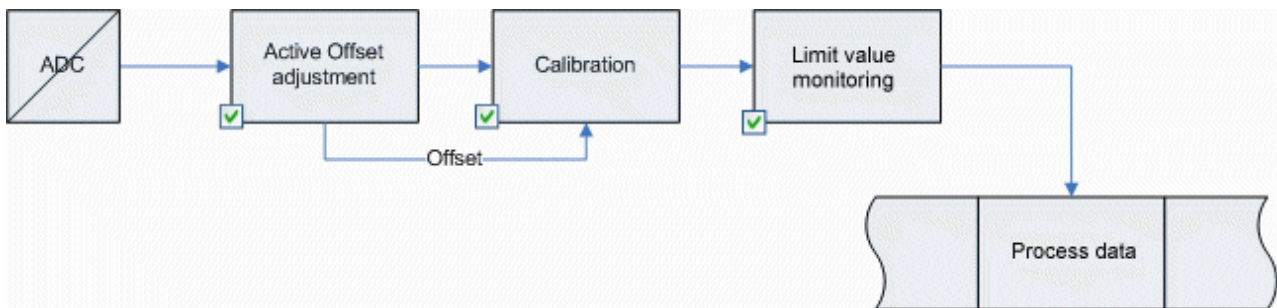 ADC
Active Offset
adjustment
Calibration
Limit value
monitoring
Offset
Process data